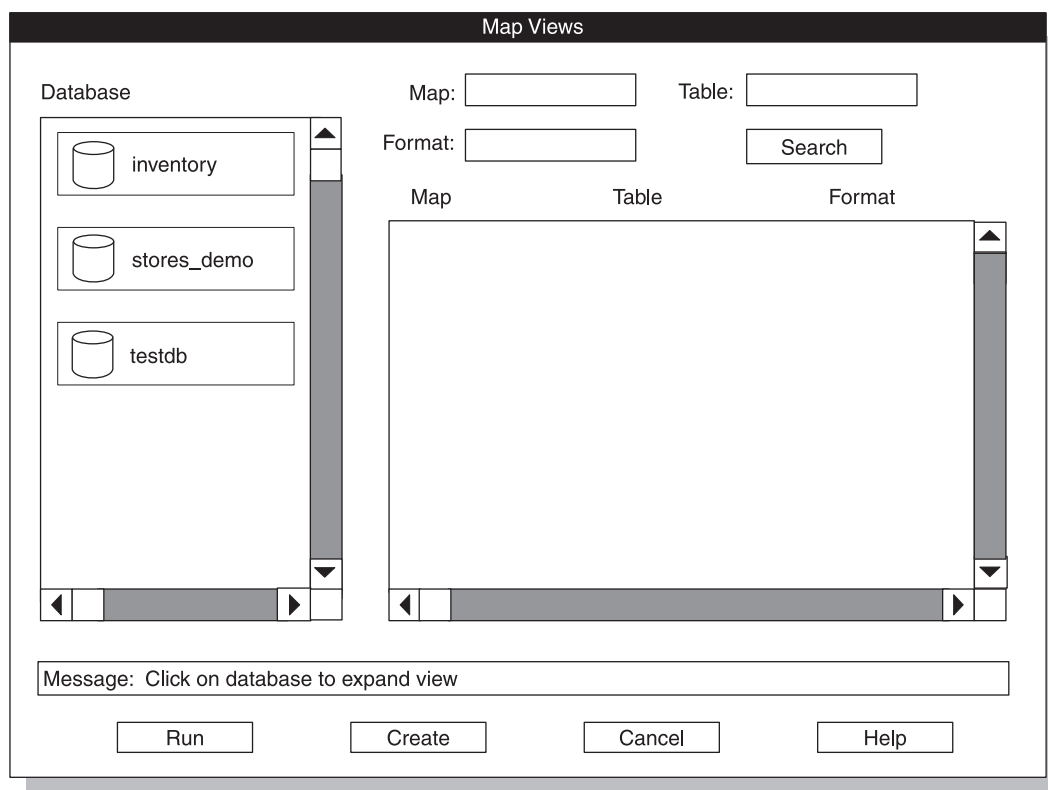 Map Views
Database
Map:
Table:
Format:
Search
Map
Table
Format
inventory
stores_demo
testdb
Message: Click on database to expand view
Run
Create
Cancel
Help